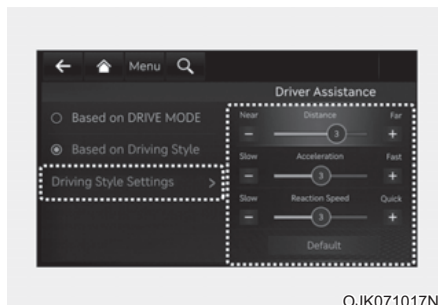 Menu
Driver Assistance
Based on DRIVE MODE
Based on Driving Style
Driving Style Settings >
Near Distance Far
− 3 +
Slow Acceleration Fast
− 3 +
Slow Reaction Speed Quick
− 3 +
Default
OJK071017N